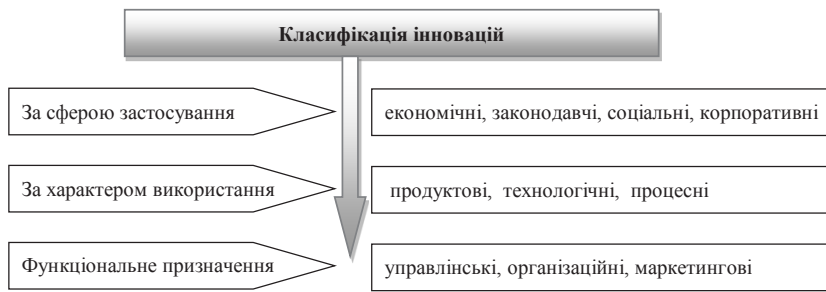 Класифікація інновацій
За сферою застосування
економічні, законодавчі, соціальні, корпоративні
За характером використання
продуктові, технологічні, процесні
Функціональне призначення
управлінські, організаційні, маркетингові